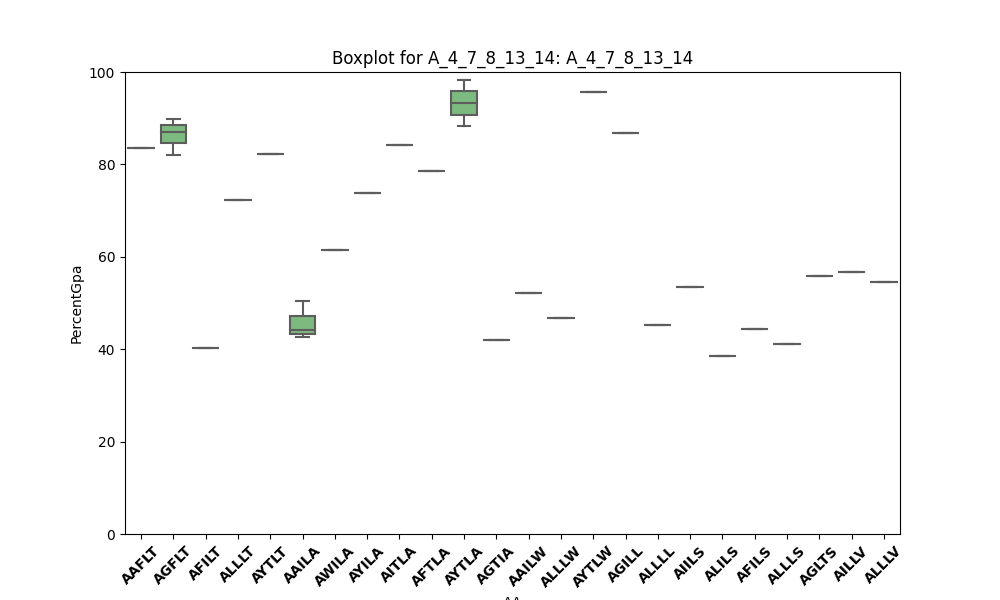 Boxplot for A_4_7_8_13_14: A_4_7_8_13_14
PercentGpa
100
80
60
40
20
0
AAFLT AGFLT AFILT ALLLT AYTLT AAILA AWILA AYILA AITLA AFTLA AYTLA AGTIA AAILW ALLLW AYTLW AGILL ALLLL AIILS ALILS AFILS ALLLS AGLTS AILLV ALLLV